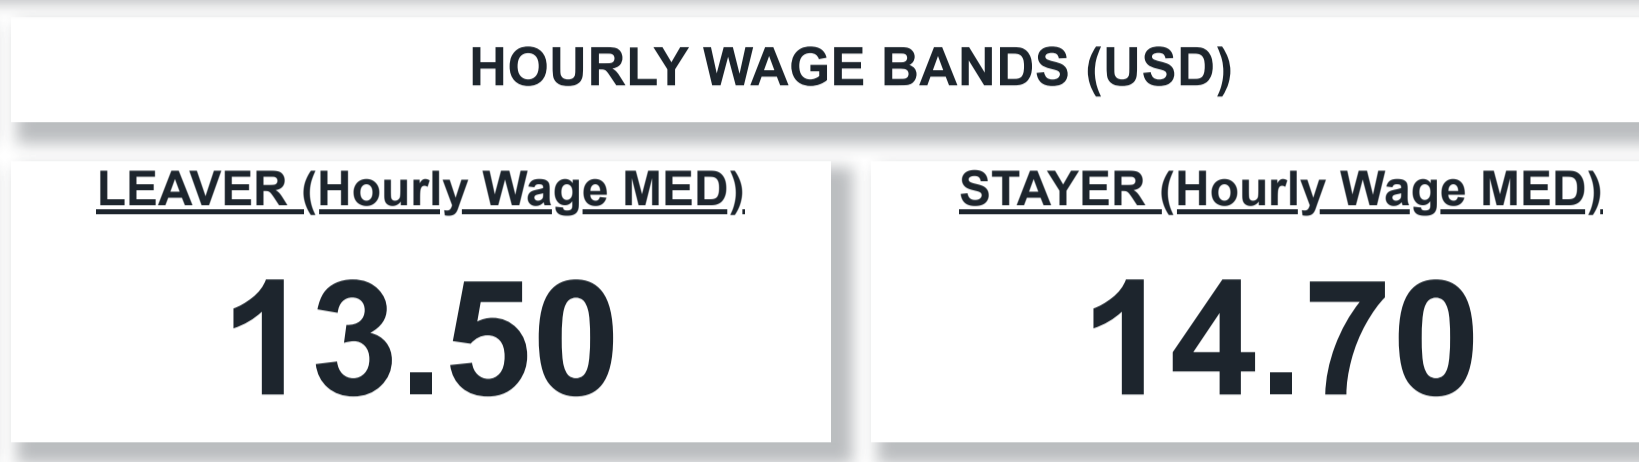 HOURLY WAGE BANDS (USD)
LEAVER (Hourly Wage MED)
13.50
STAYER (Hourly Wage MED)
14.70